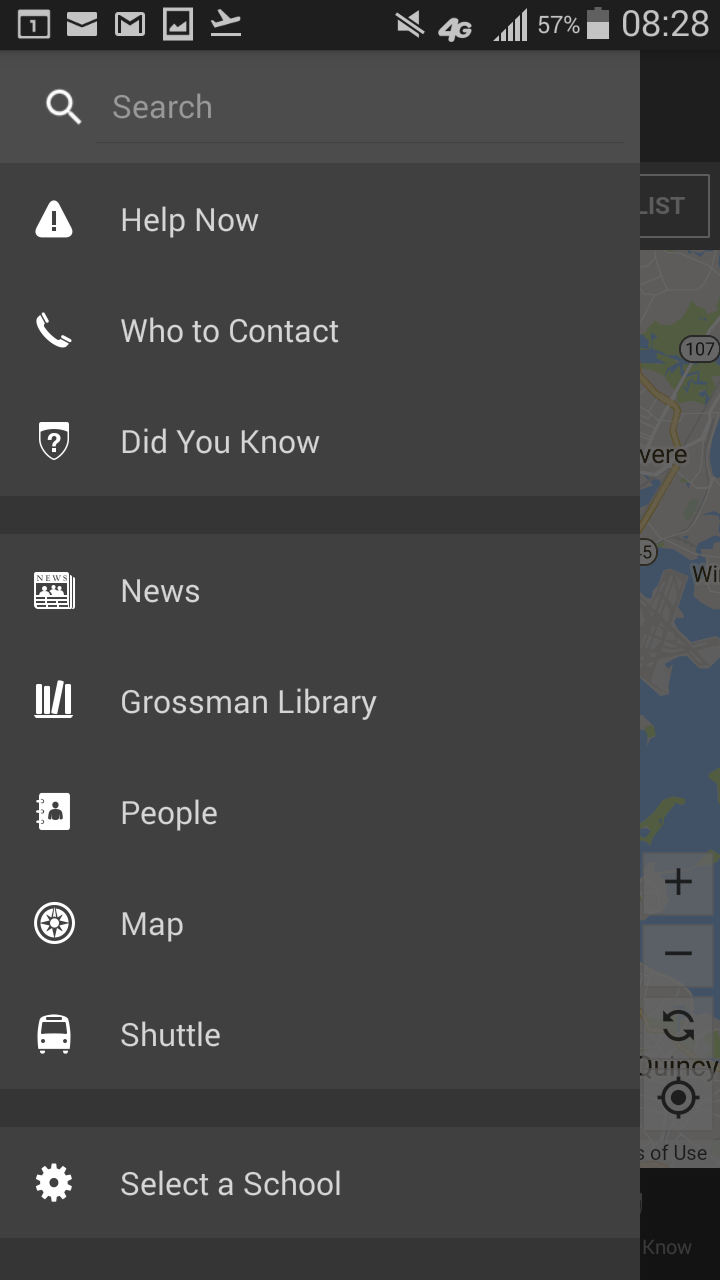 1
4G
57%
08:28
Search
LIST
Help Now
107
Who to Contact
Did You Know
vere
-5
Wi
NEWS
News
Grossman Library
People
Map
Shuttle
Quincy
s of Use
Select a School
Know